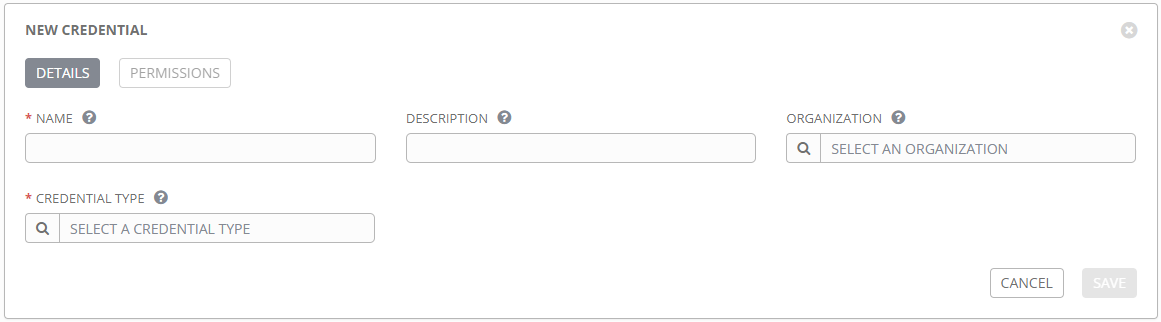 NEW CREDENTIAL
DETAILS PERMISSIONS
* NAME ? DESCRIPTION ? ORGANIZATION ?
SELECT AN ORGANIZATION
* CREDENTIAL TYPE ?
SELECT A CREDENTIAL TYPE
CANCEL SAVE